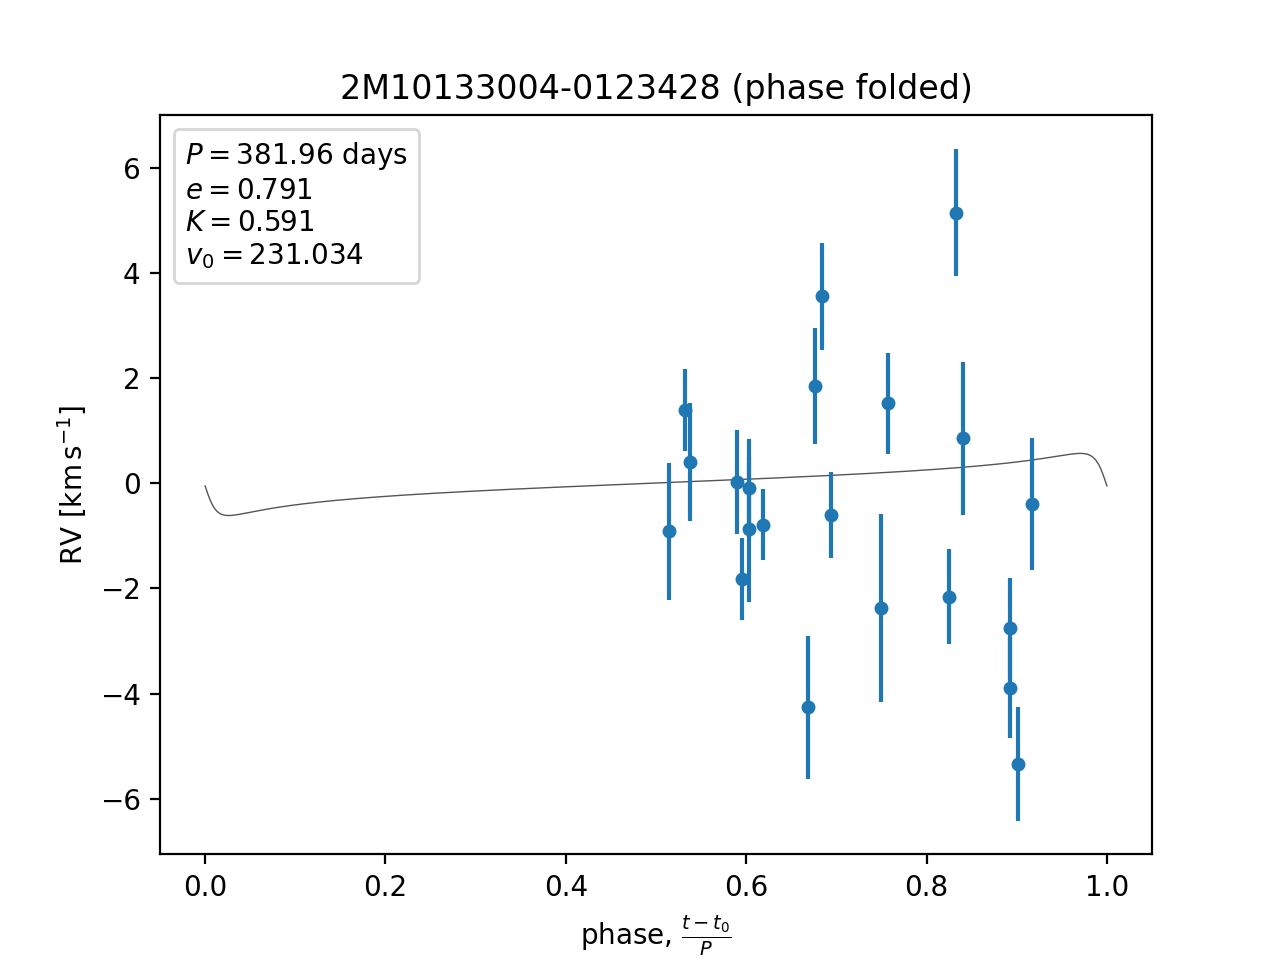 2M10133004-0123428 (phase folded)
P = 381.96 days
e = 0.791
K = 0.591
v₀ = 231.034
6
4
2
0
−2
−4
−6
RV [km s⁻¹]
0.0 0.2 0.4 0.6 0.8 1.0
phase, (t − t₀)/P